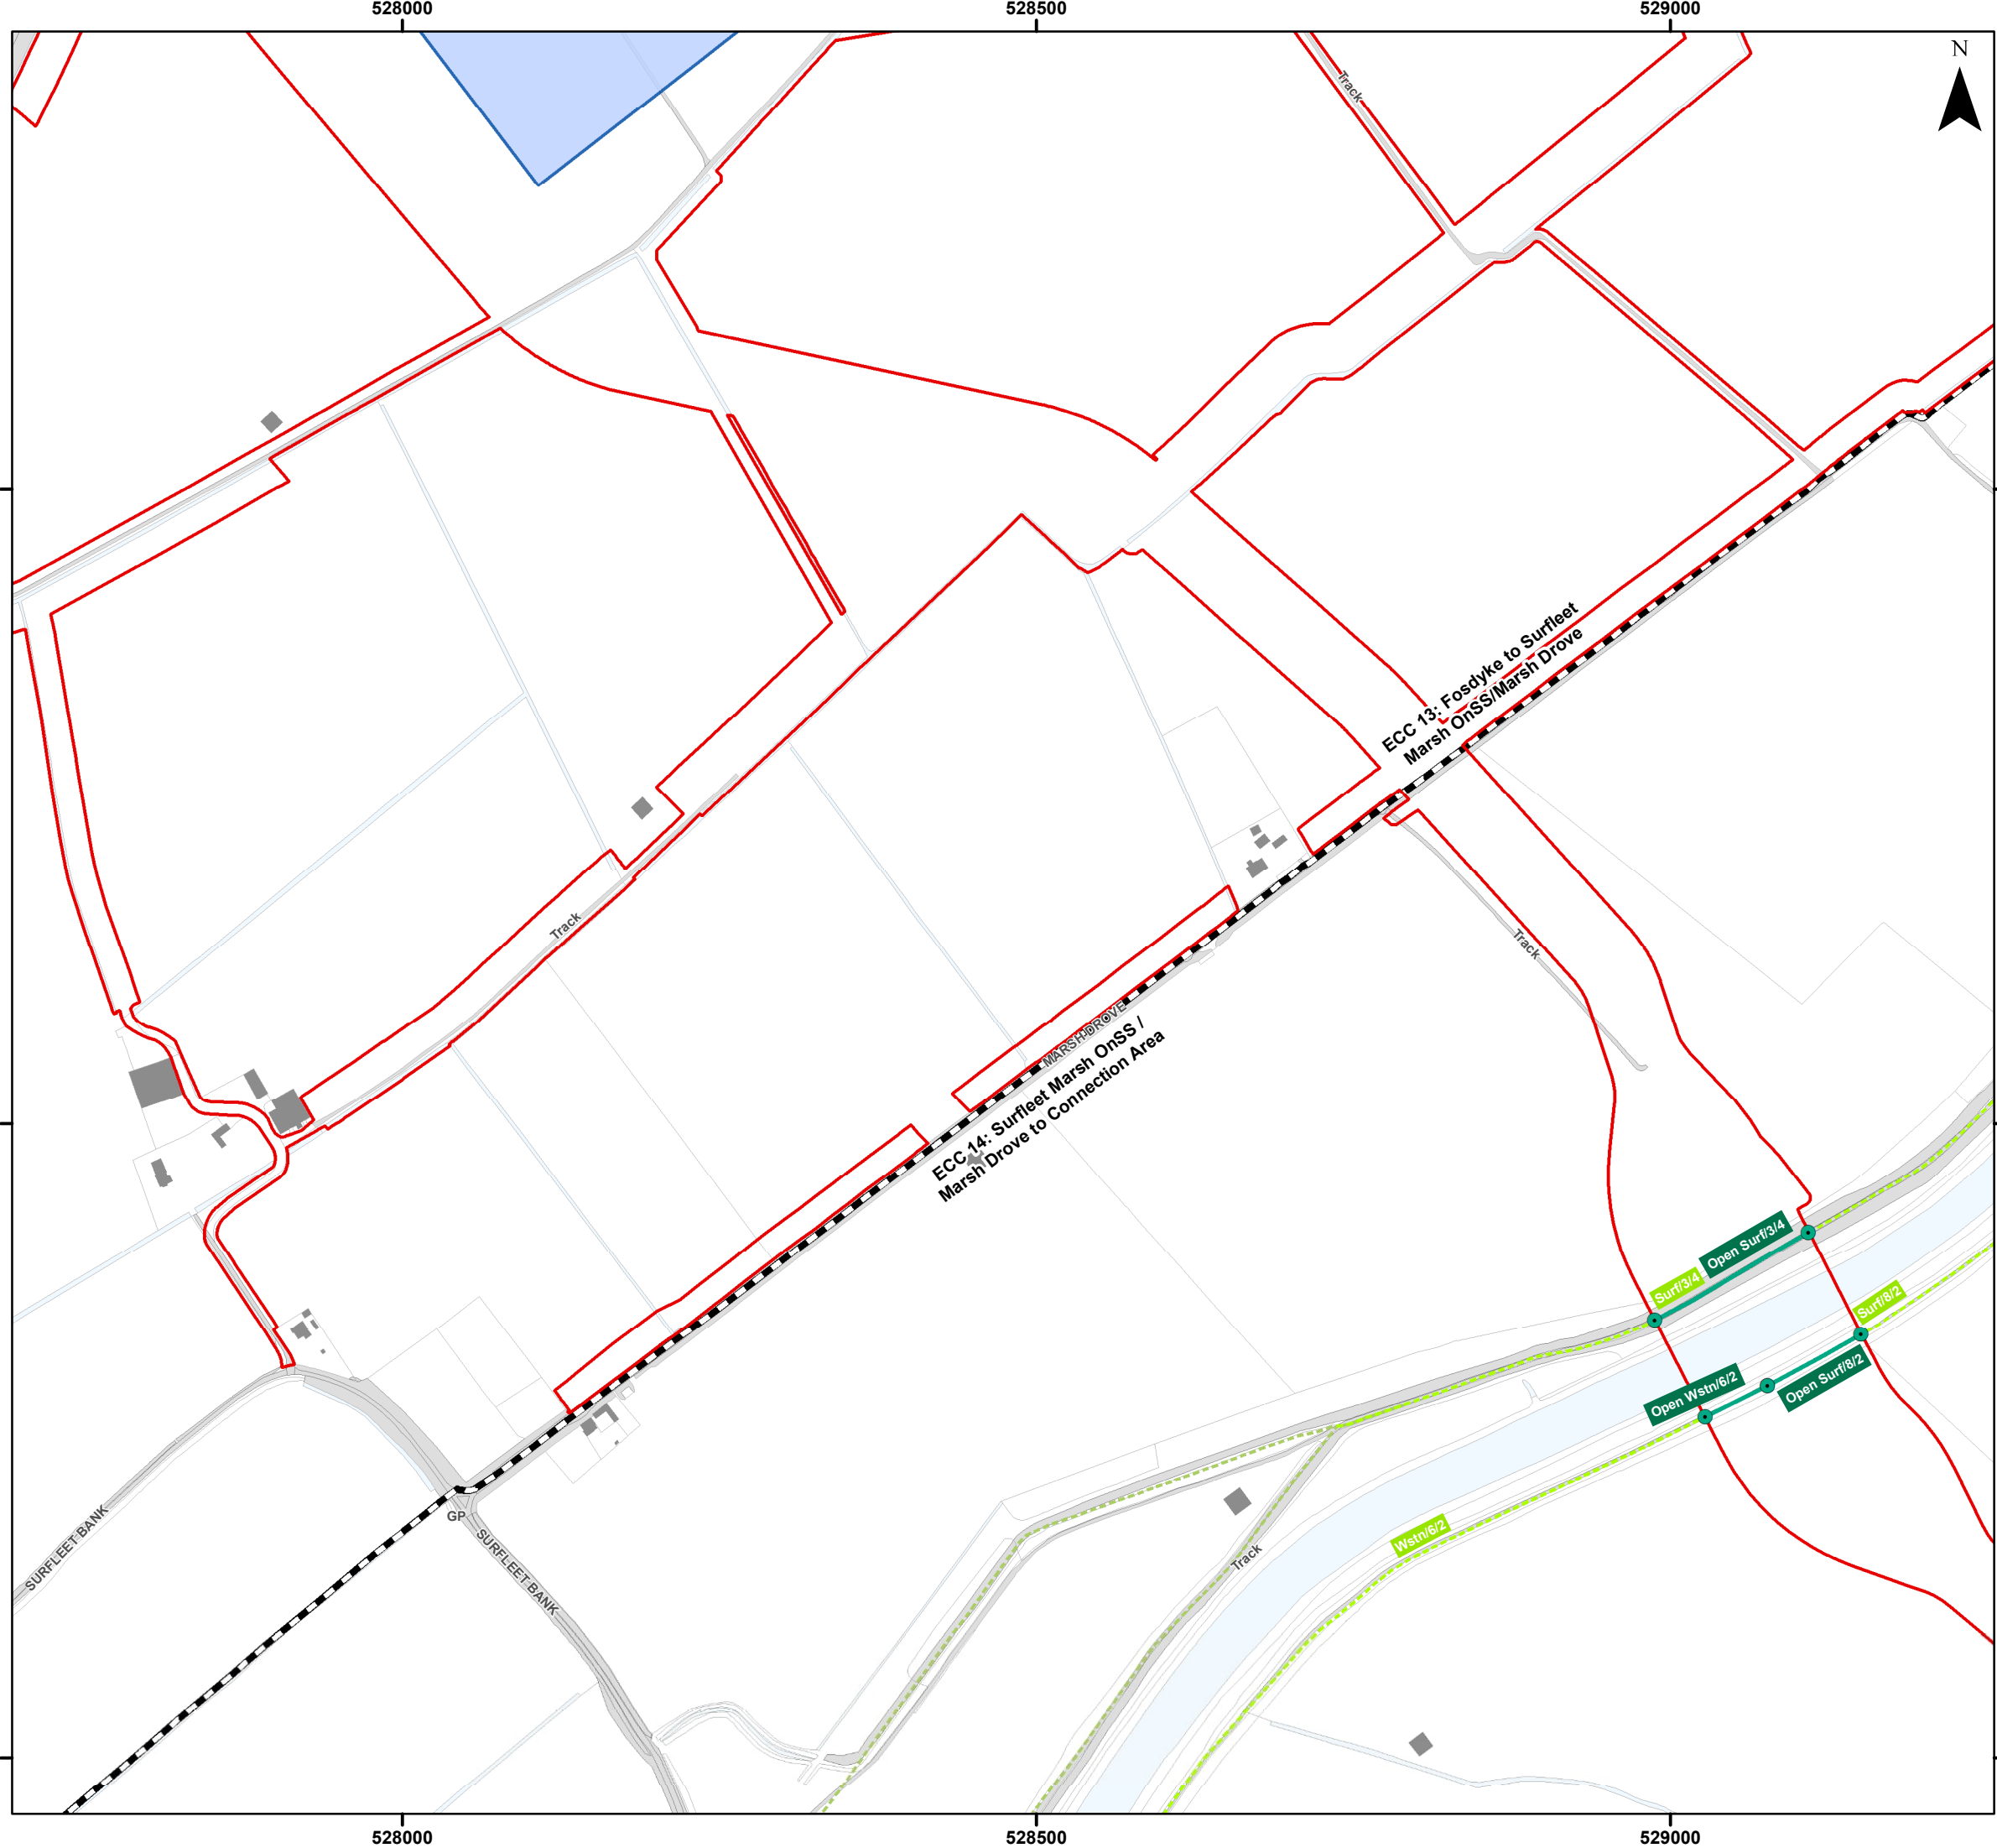 528000
528500
529000
N
Track
ECC 13: Fosdyke to Surfleet
Marsh OnSS/Marsh Drove
Track
Track
MARSH DROVE
ECC 14: Surfleet Marsh OnSS /
Marsh Drove to Connection Area
Open Surf/3/4
Surf/3/4
Surf/8/2
Open Surf/8/2
Open Wstn/6/2
GP
SURFLEET BANK
SURFLEET BANK
Wstn/6/2
Track
528000
528500
529000